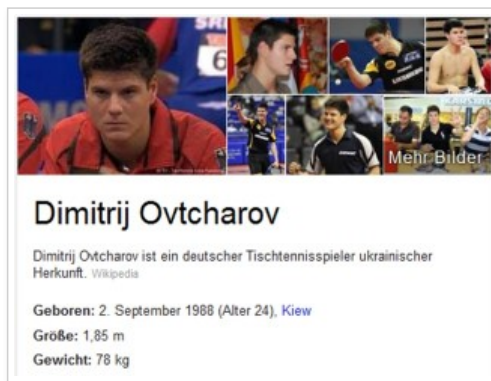 6
Mehr Bilder
Dimitrij Ovtcharov
Dimitrij Ovtcharov ist ein deutscher Tischtennisspieler ukrainischer
Herkunft. Wikipedia
Geboren: 2. September 1988 (Alter 24), Kiew
Größe: 1,85 m
Gewicht: 78 kg